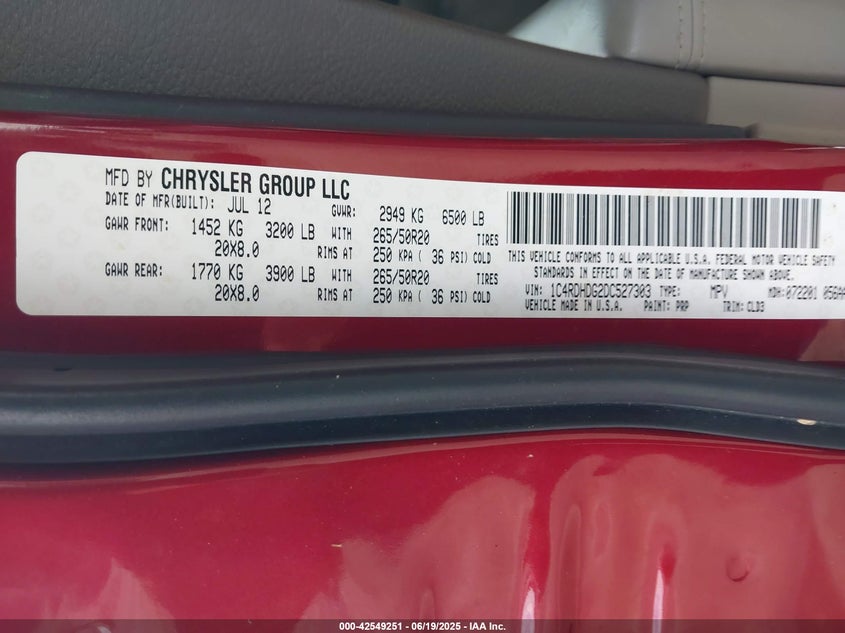 MFD BY CHRYSLER GROUP LLC
DATE OF MFR(BUILT): JUL 12 GVWR: 2949 KG 6500 LB
GAWR FRONT: 1452 KG 3200 LB WITH 265/50R20 TIRES
20X8.0 RIMS AT 250 KPA ( 36 PSI) COLD
GAWR REAR: 1770 KG 3900 LB WITH 265/50R20 TIRES
20X8.0 RIMS AT 250 KPA ( 36 PSI) COLD
THIS VEHICLE CONFORMS TO ALL APPLICABLE U.S.A. FEDERAL MOTOR VEHICLE SAFETY
STANDARDS IN EFFECT ON THE DATE OF MANUFACTURE SHOWN ABOVE.
VIN: 1C4RDHDG2DC527303 TYPE: MPV MDH: 072201 056AA
VEHICLE MADE IN U.S.A. PAINT: PRP TRIM: CLD3
000-42549251 - 06/19/2025 - IAA Inc.